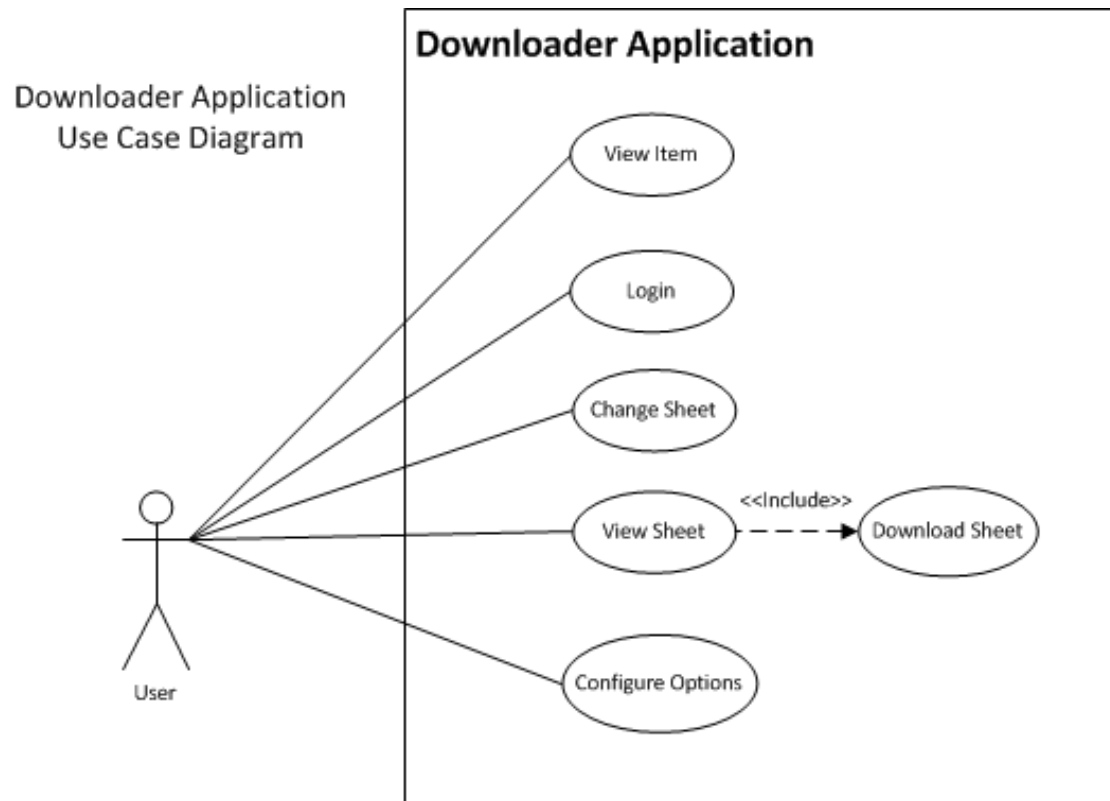 Downloader Application
Downloader Application
Use Case Diagram
View Item
Login
Change Sheet
View Sheet
<<Include>>
Download Sheet
Configure Options
User